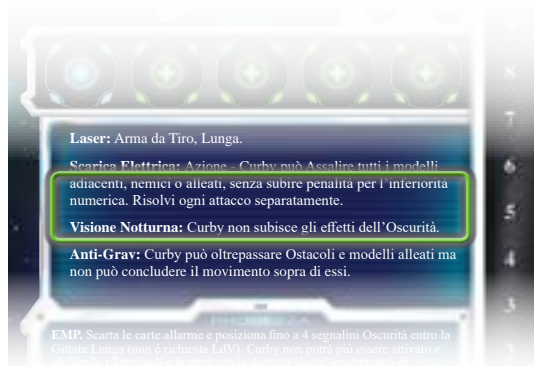 Laser: Arma da Tiro, Lunga.
Scarica Elettrica: Azione - Curby può Assalire tutti i modelli
adiacenti, nemici o alleati, senza subire penalità per l'inferiorità
numerica. Risolvi ogni attacco separatamente.
Visione Notturna: Curby non subisce gli effetti dell'Oscurità.
Anti-Grav: Curby può oltrepassare Ostacoli e modelli alleati ma
non può concludere il movimento sopra di essi.
EMP. Scarta le carte allarme e posiziona fino a 4 segnalini Oscurità entro la
Gittata Lunga (non è richiesta LdV). Curby non potrà più essere attivato e
8
7
6
5
4
3